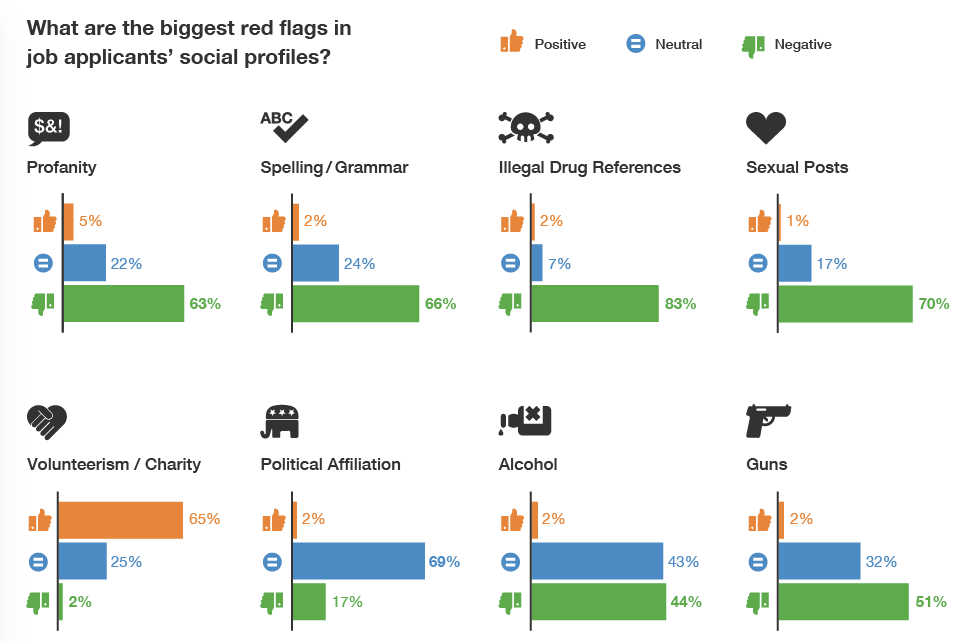 What are the biggest red flags in
job applicants’ social profiles?
Positive
Neutral
Negative
$&!
Profanity
5%
22%
63%
ABC
Spelling / Grammar
2%
24%
66%
Illegal Drug References
2%
7%
83%
Sexual Posts
1%
17%
70%
Volunteerism / Charity
65%
25%
2%
Political Affiliation
2%
69%
17%
Alcohol
2%
43%
44%
Guns
2%
32%
51%